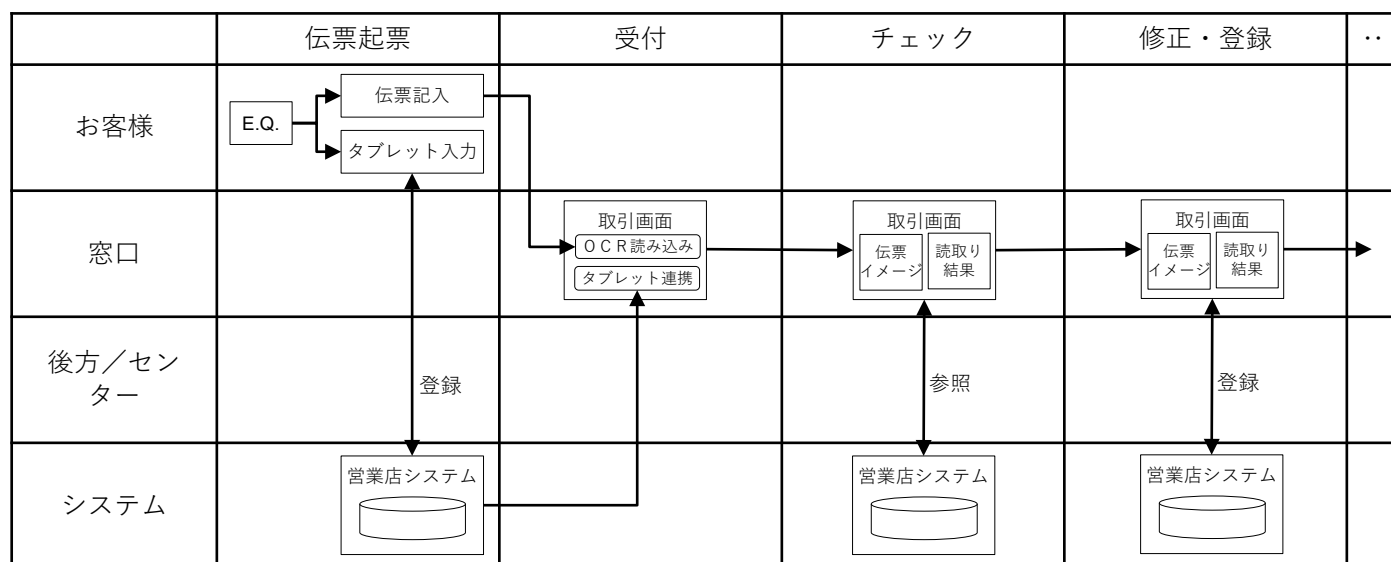 伝票起票
受付
チェック
修正・登録
‥
お客様
E.Q.
伝票記入
タブレット入力
窓口
取引画面
ＯＣＲ読み込み
タブレット連携
取引画面
伝票
イメージ
読取り
結果
取引画面
伝票
イメージ
読取り
結果
後方／セン
ター
登録
参照
登録
システム
営業店システム
営業店システム
営業店システム